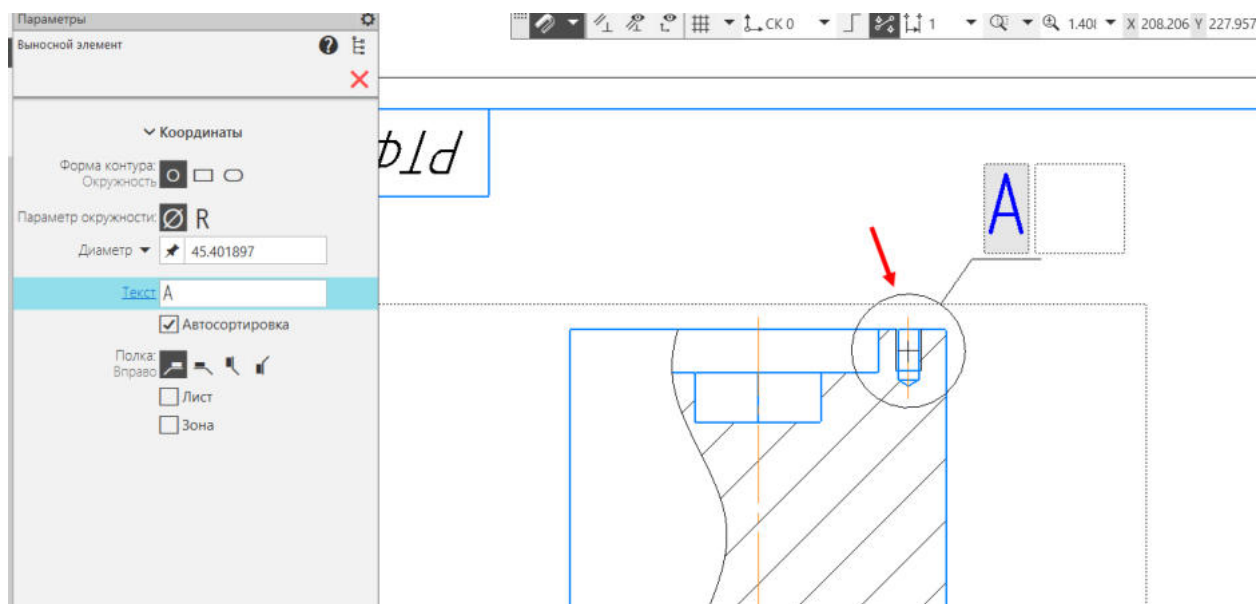 Параметры
Выносной элемент
СК 0
1
1.40
X 208.206 Y 227.957
Координаты
Форма контура:
Окружность
Параметр окружности: R
Диаметр 45.401897
Текст А
Автосортировка
Полка:
Вправо
Лист
Зона
А